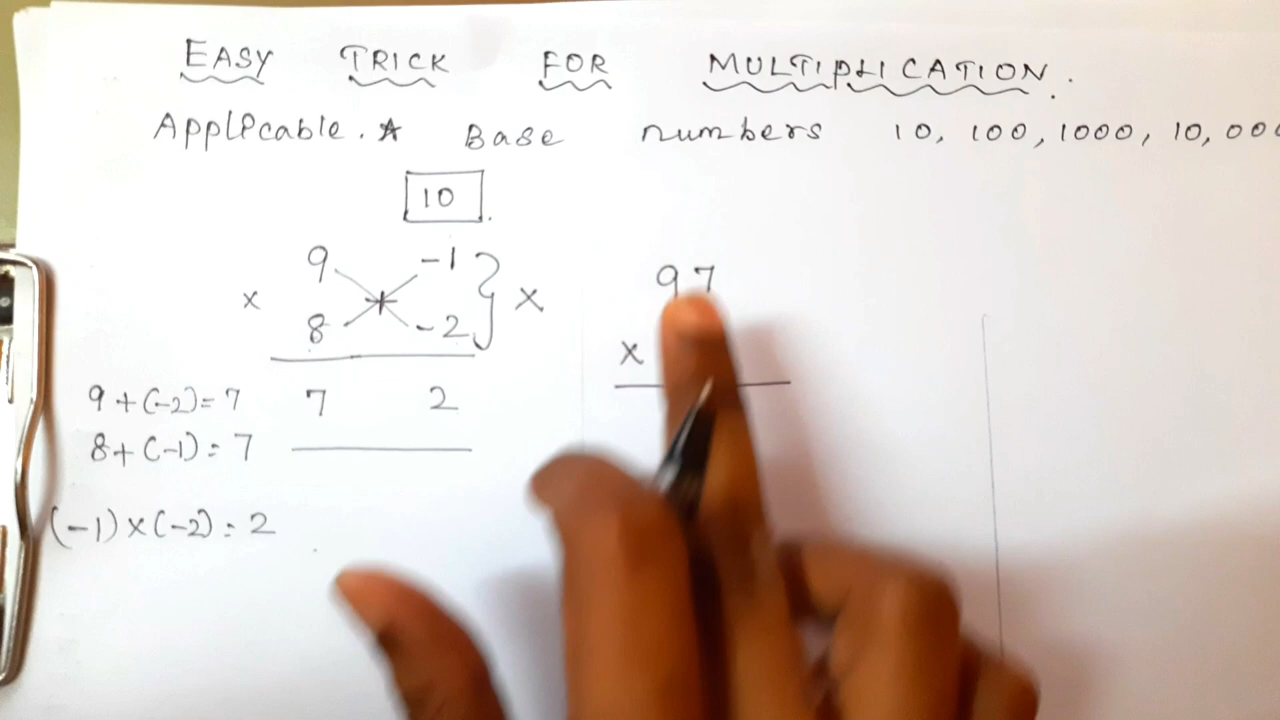 EASY TRICK FOR MULTIPLICATION.
Applicable. * Base numbers 10, 100, 1000, 10,000
10
9 -1
× 8 -2 } ×
7 2
9+(-2)=7
8+(-1)=7
(-1)×(-2)=2
97
×